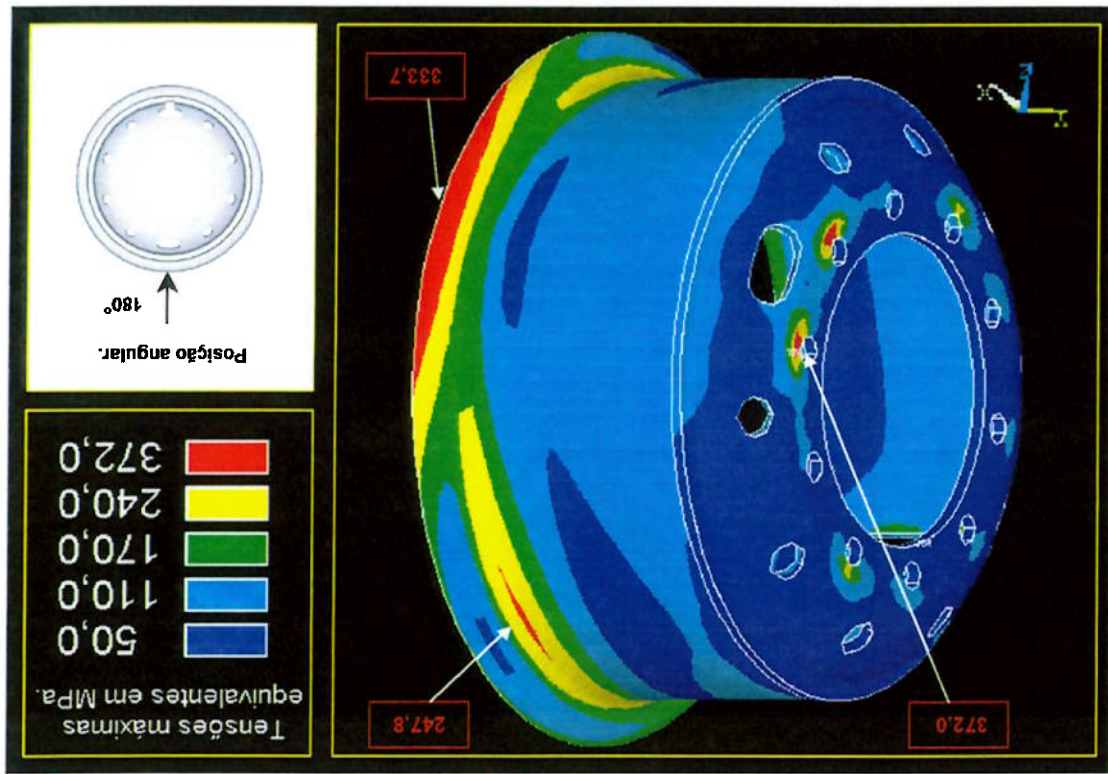 372,0
247,8
333,7
Tensões máximas
equivalentes em MPa.
50,0
110,0
170,0
240,0
372,0
Posição angular.
180°
Z
Y
X